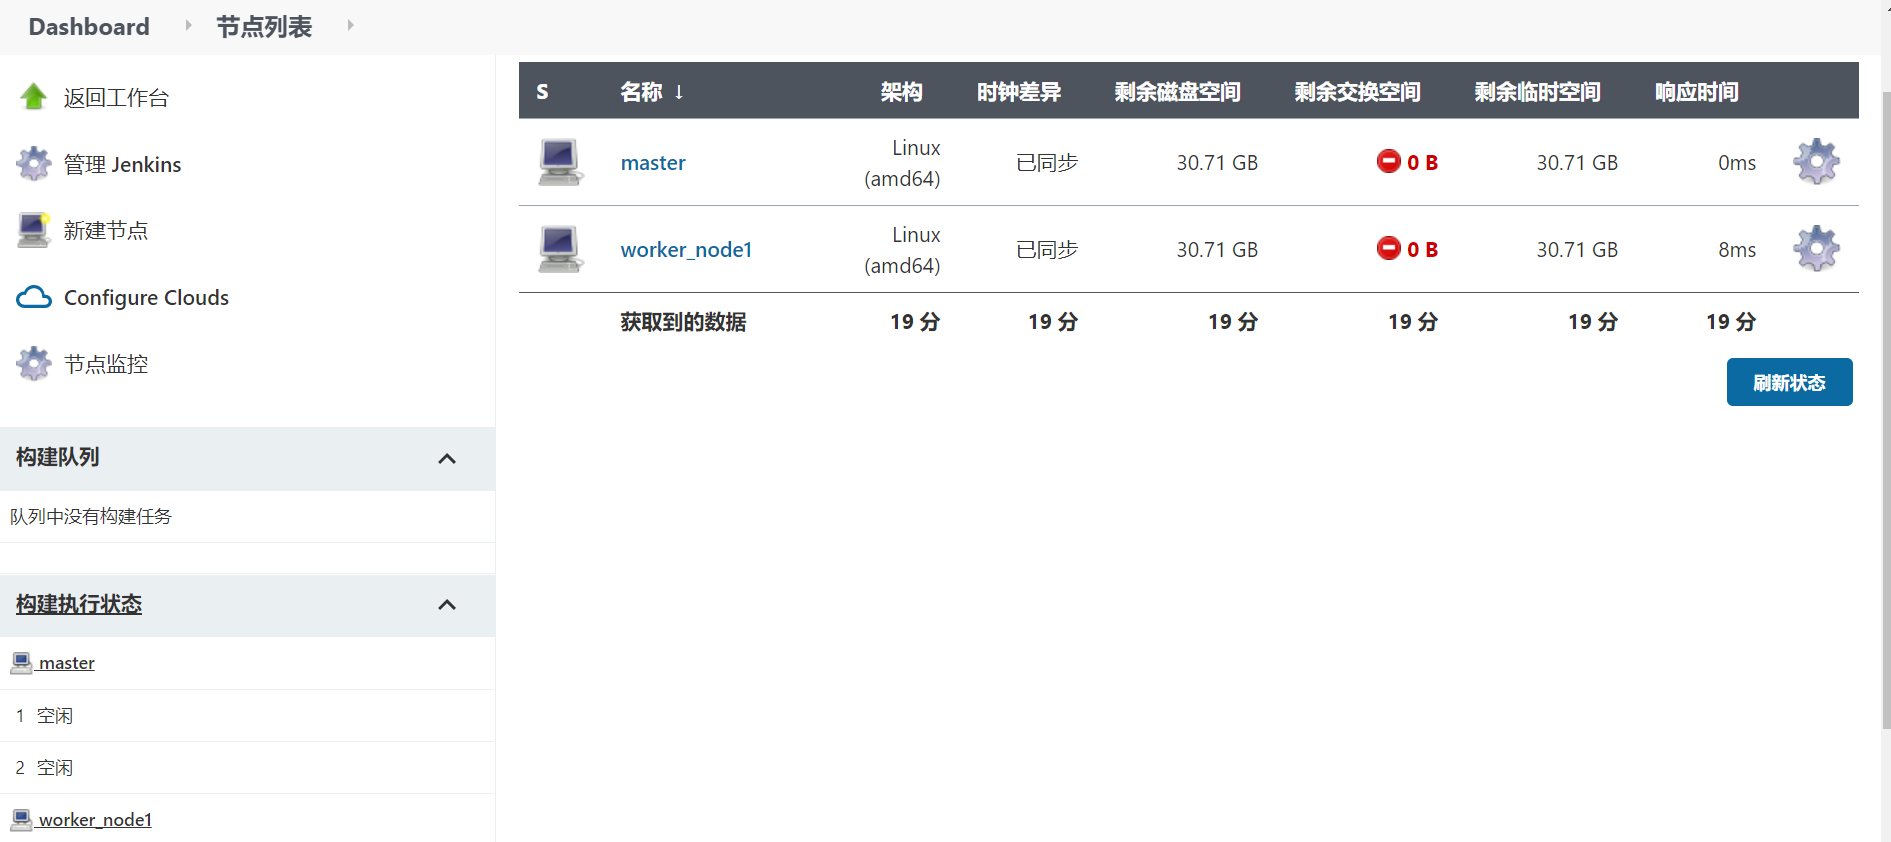 Dashboard 节点列表
返回工作台
管理 Jenkins
新建节点
Configure Clouds
节点监控
构建队列
队列中没有构建任务
构建执行状态
master
1 空闲
2 空闲
worker_node1
S 名称 ↓ 架构 时钟差异 剩余磁盘空间 剩余交换空间 剩余临时空间 响应时间
master Linux (amd64) 已同步 30.71 GB 0 B 30.71 GB 0ms
worker_node1 Linux (amd64) 已同步 30.71 GB 0 B 30.71 GB 8ms
获取到的数据 19 分 19 分 19 分 19 分 19 分 19 分
刷新状态